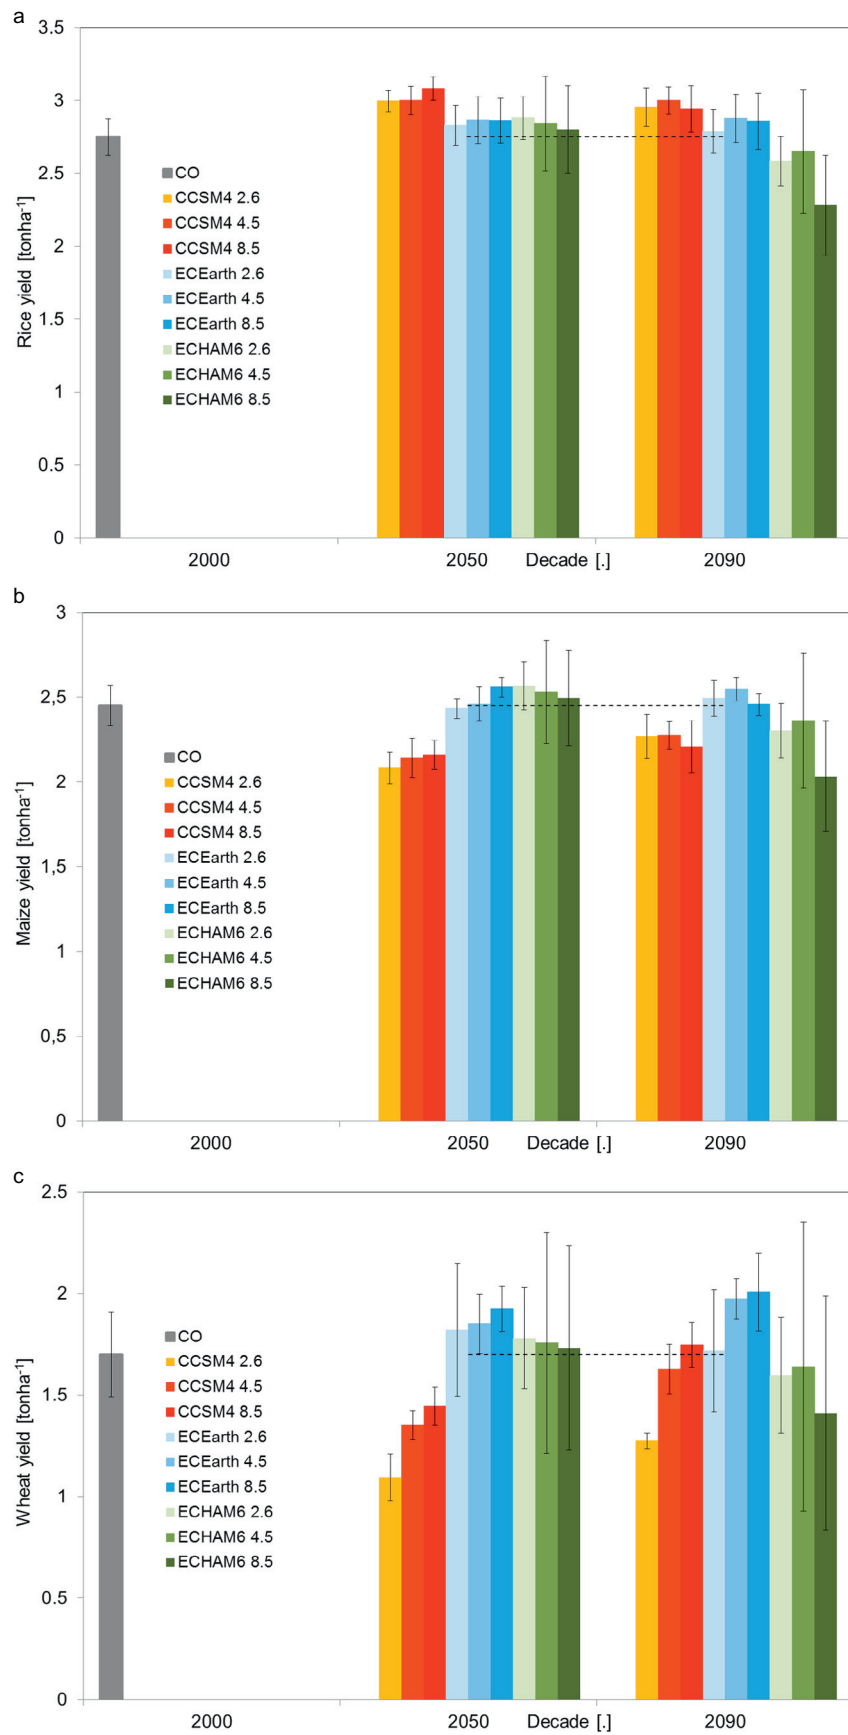 a
3.5
3
2.5
2
1.5
1
0.5
0
Rice yield [tonha⁻¹]
CO
CCSM4 2.6
CCSM4 4.5
CCSM4 8.5
ECEarth 2.6
ECEarth 4.5
ECEarth 8.5
ECHAM6 2.6
ECHAM6 4.5
ECHAM6 8.5
2000 2050 Decade [.] 2090
b
3
2,5
2
1,5
1
0,5
0
Maize yield [tonha⁻¹]
CO
CCSM4 2.6
CCSM4 4.5
CCSM4 8.5
ECEarth 2.6
ECEarth 4.5
ECEarth 8.5
ECHAM6 2.6
ECHAM6 4.5
ECHAM6 8.5
2000 2050 Decade [.] 2090
c
2.5
2
1.5
1
0.5
0
Wheat yield [tonha⁻¹]
CO
CCSM4 2.6
CCSM4 4.5
CCSM4 8.5
ECEarth 2.6
ECEarth 4.5
ECEarth 8.5
ECHAM6 2.6
ECHAM6 4.5
ECHAM6 8.5
2000 2050 Decade [.] 2090